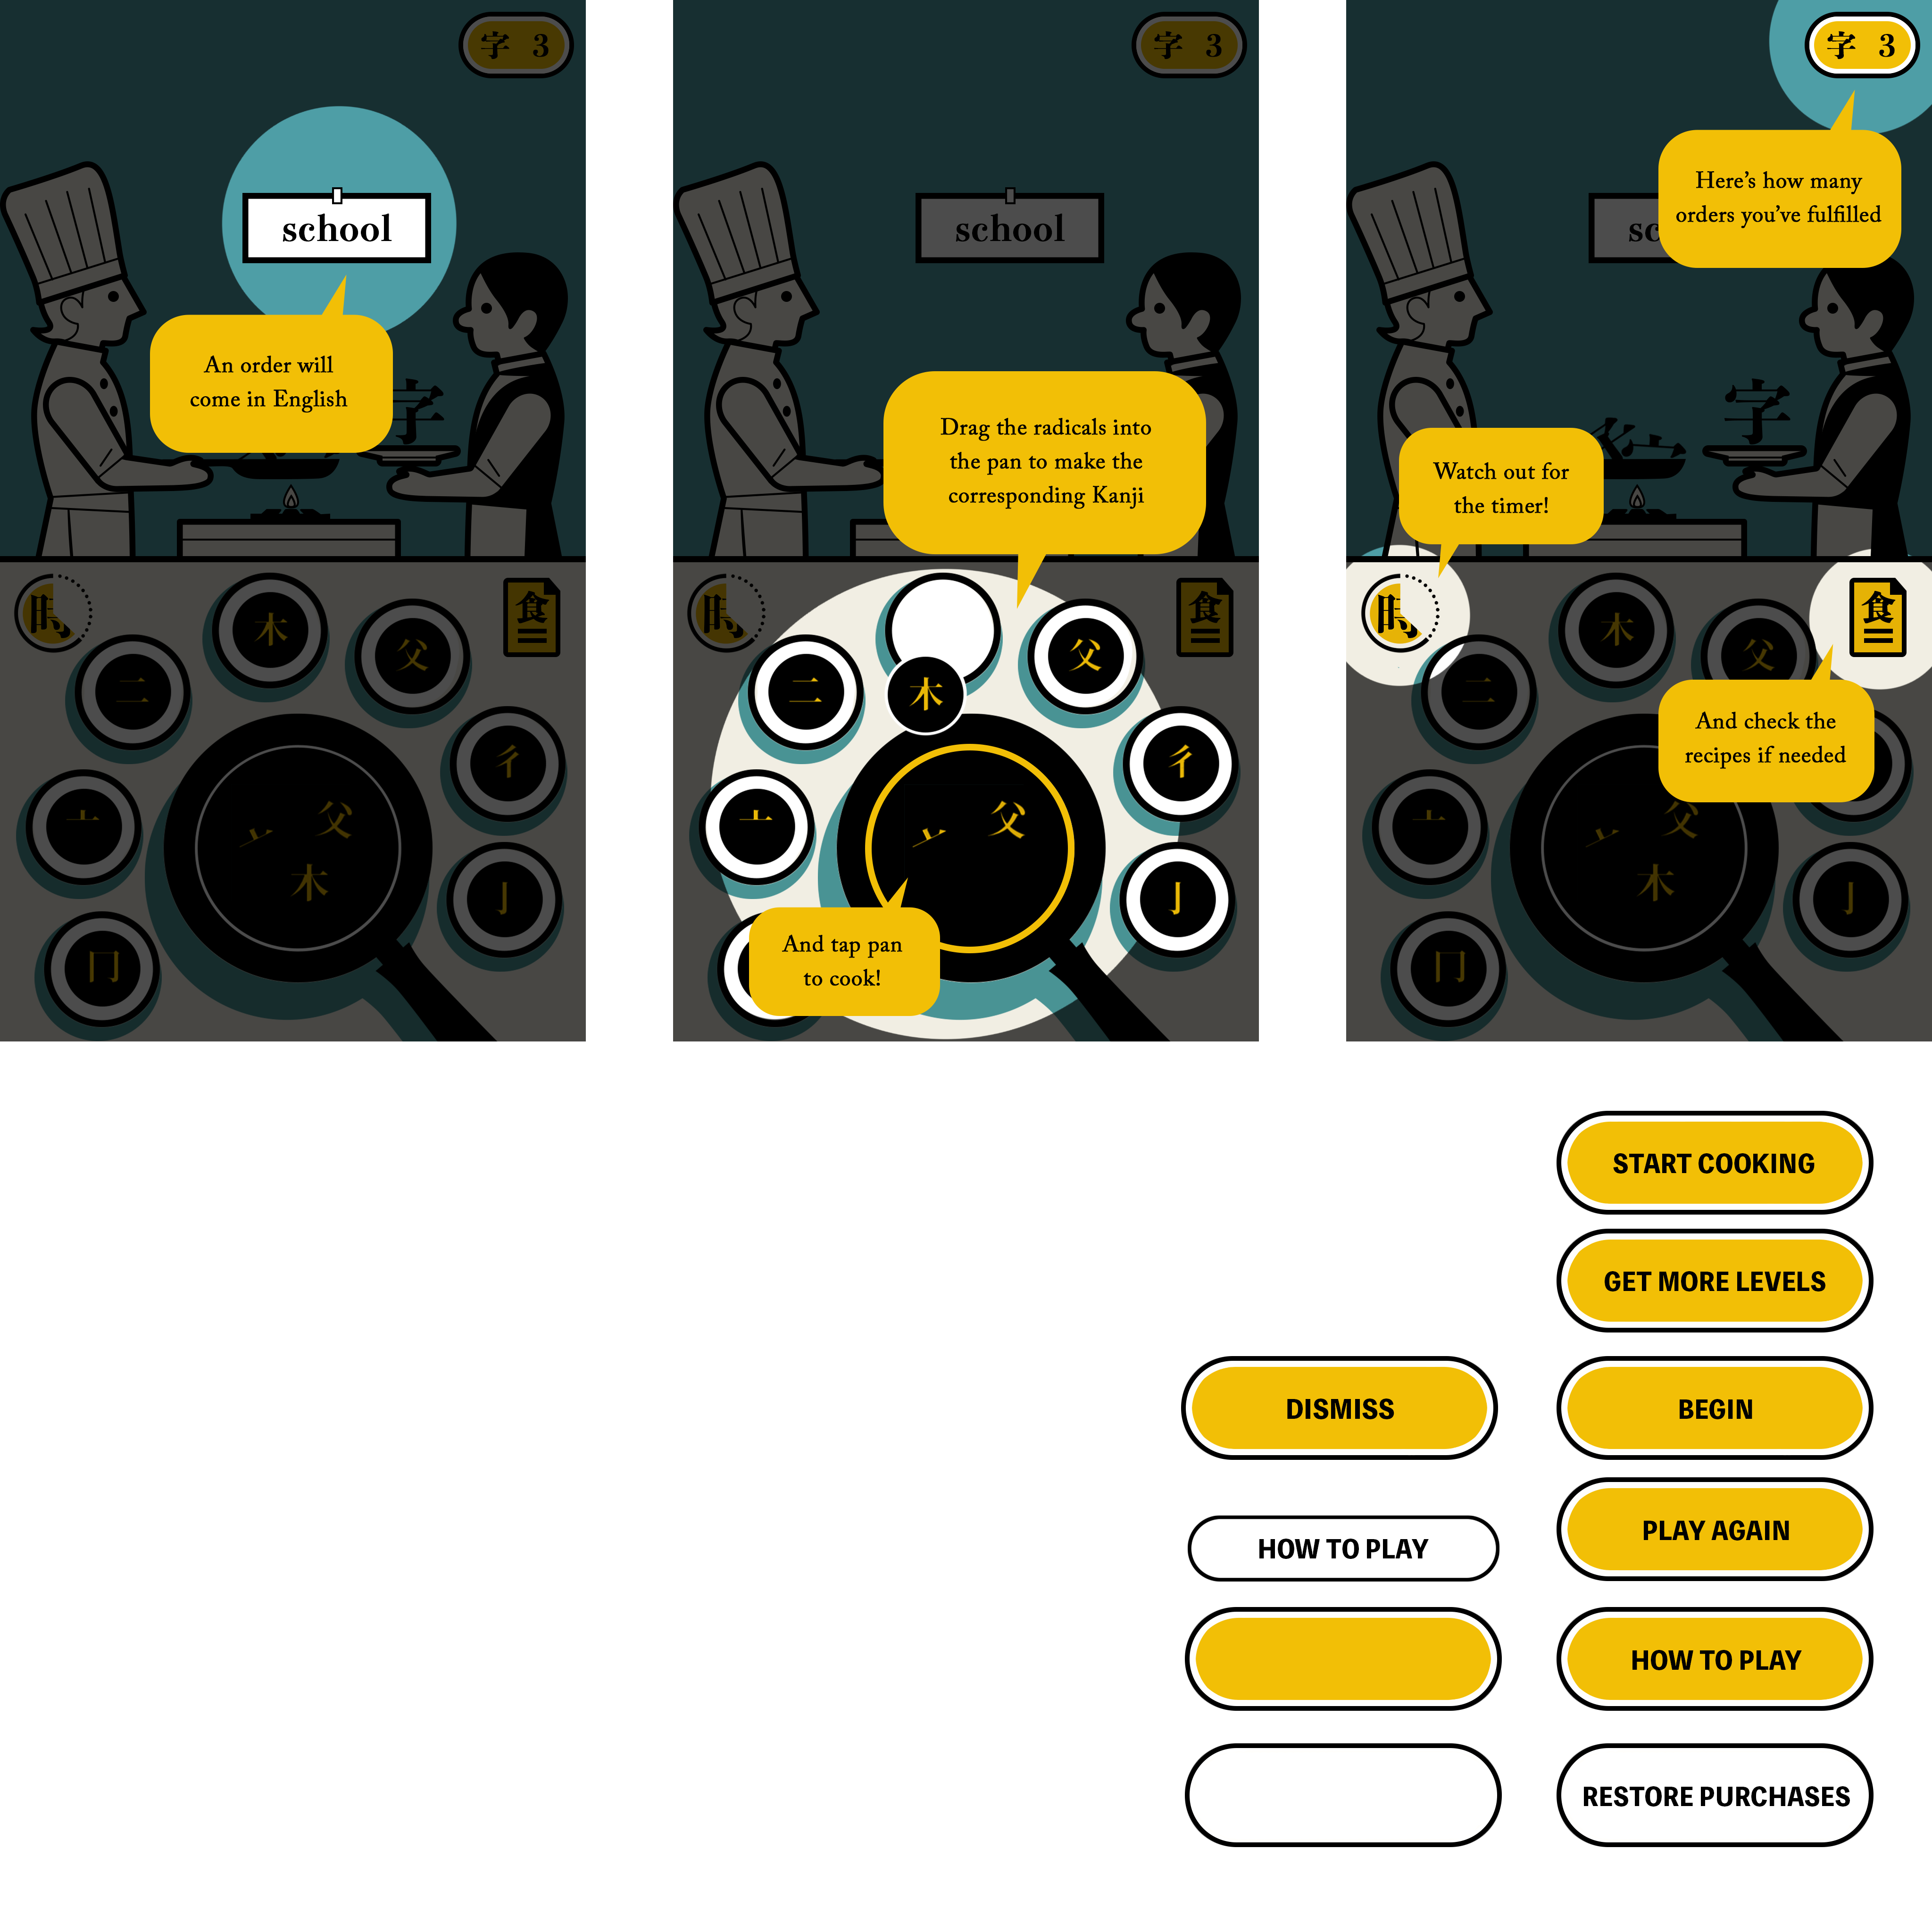 字 3
school
An order will
come in English
字
時
食
木
父
二
彳
亠
亠
父
木
亅
冂
字 3
school
Drag the radicals into
the pan to make the
corresponding Kanji
時
食
父
二
木
彳
亠
亠
父
亅
And tap pan
to cook!
字 3
Here's how many
orders you've fulfilled
sc
字
Watch out for
the timer!
時
食
木
父
二
And check the
recipes if needed
亠
亠
父
木
亅
冂
START COOKING
GET MORE LEVELS
DISMISS
BEGIN
PLAY AGAIN
HOW TO PLAY
HOW TO PLAY
RESTORE PURCHASES